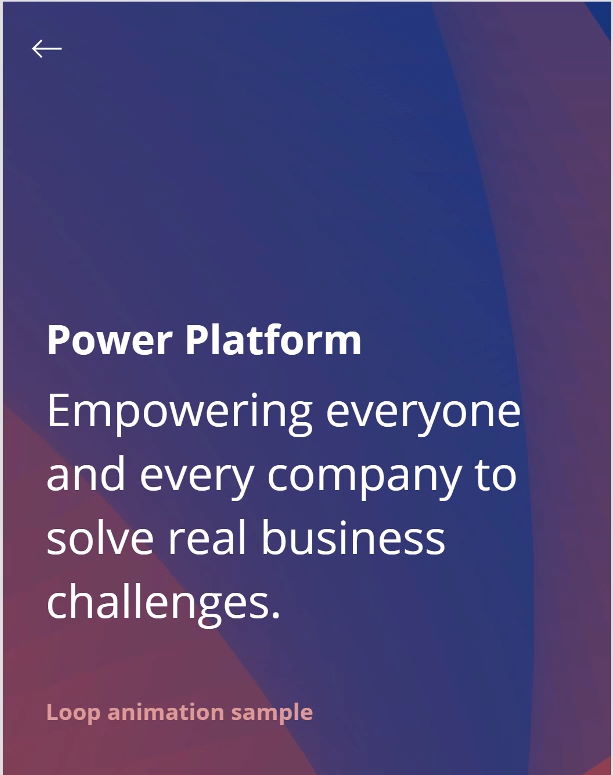 Power Platform
Empowering everyone
and every company to
solve real business
challenges.
Loop animation sample